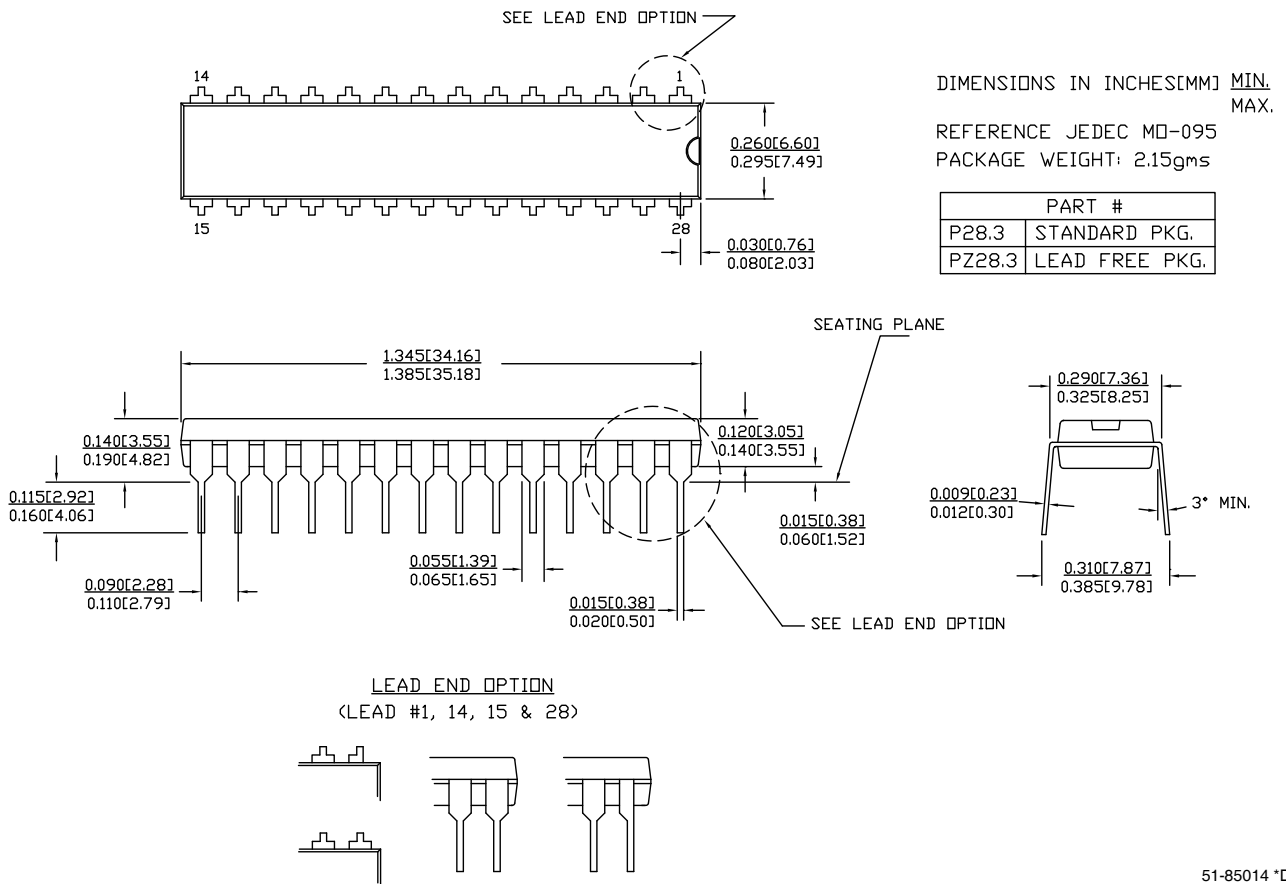 SEE LEAD END OPTION
14
1
15
28
0.260[6.60]
0.295[7.49]
0.030[0.76]
0.080[2.03]
DIMENSIONS IN INCHES[MM] MIN.
MAX.
REFERENCE JEDEC MO-095
PACKAGE WEIGHT: 2.15gms
PART #
P28.3 STANDARD PKG.
PZ28.3 LEAD FREE PKG.
SEATING PLANE
1.345[34.16]
1.385[35.18]
0.140[3.55]
0.190[4.82]
0.120[3.05]
0.140[3.55]
0.115[2.92]
0.160[4.06]
0.015[0.38]
0.060[1.52]
0.055[1.39]
0.065[1.65]
0.090[2.28]
0.110[2.79]
0.015[0.38]
0.020[0.50]
SEE LEAD END OPTION
0.290[7.36]
0.325[8.25]
0.009[0.23]
0.012[0.30]
3° MIN.
0.310[7.87]
0.385[9.78]
LEAD END OPTION
(LEAD #1, 14, 15 & 28)
51-85014 *D